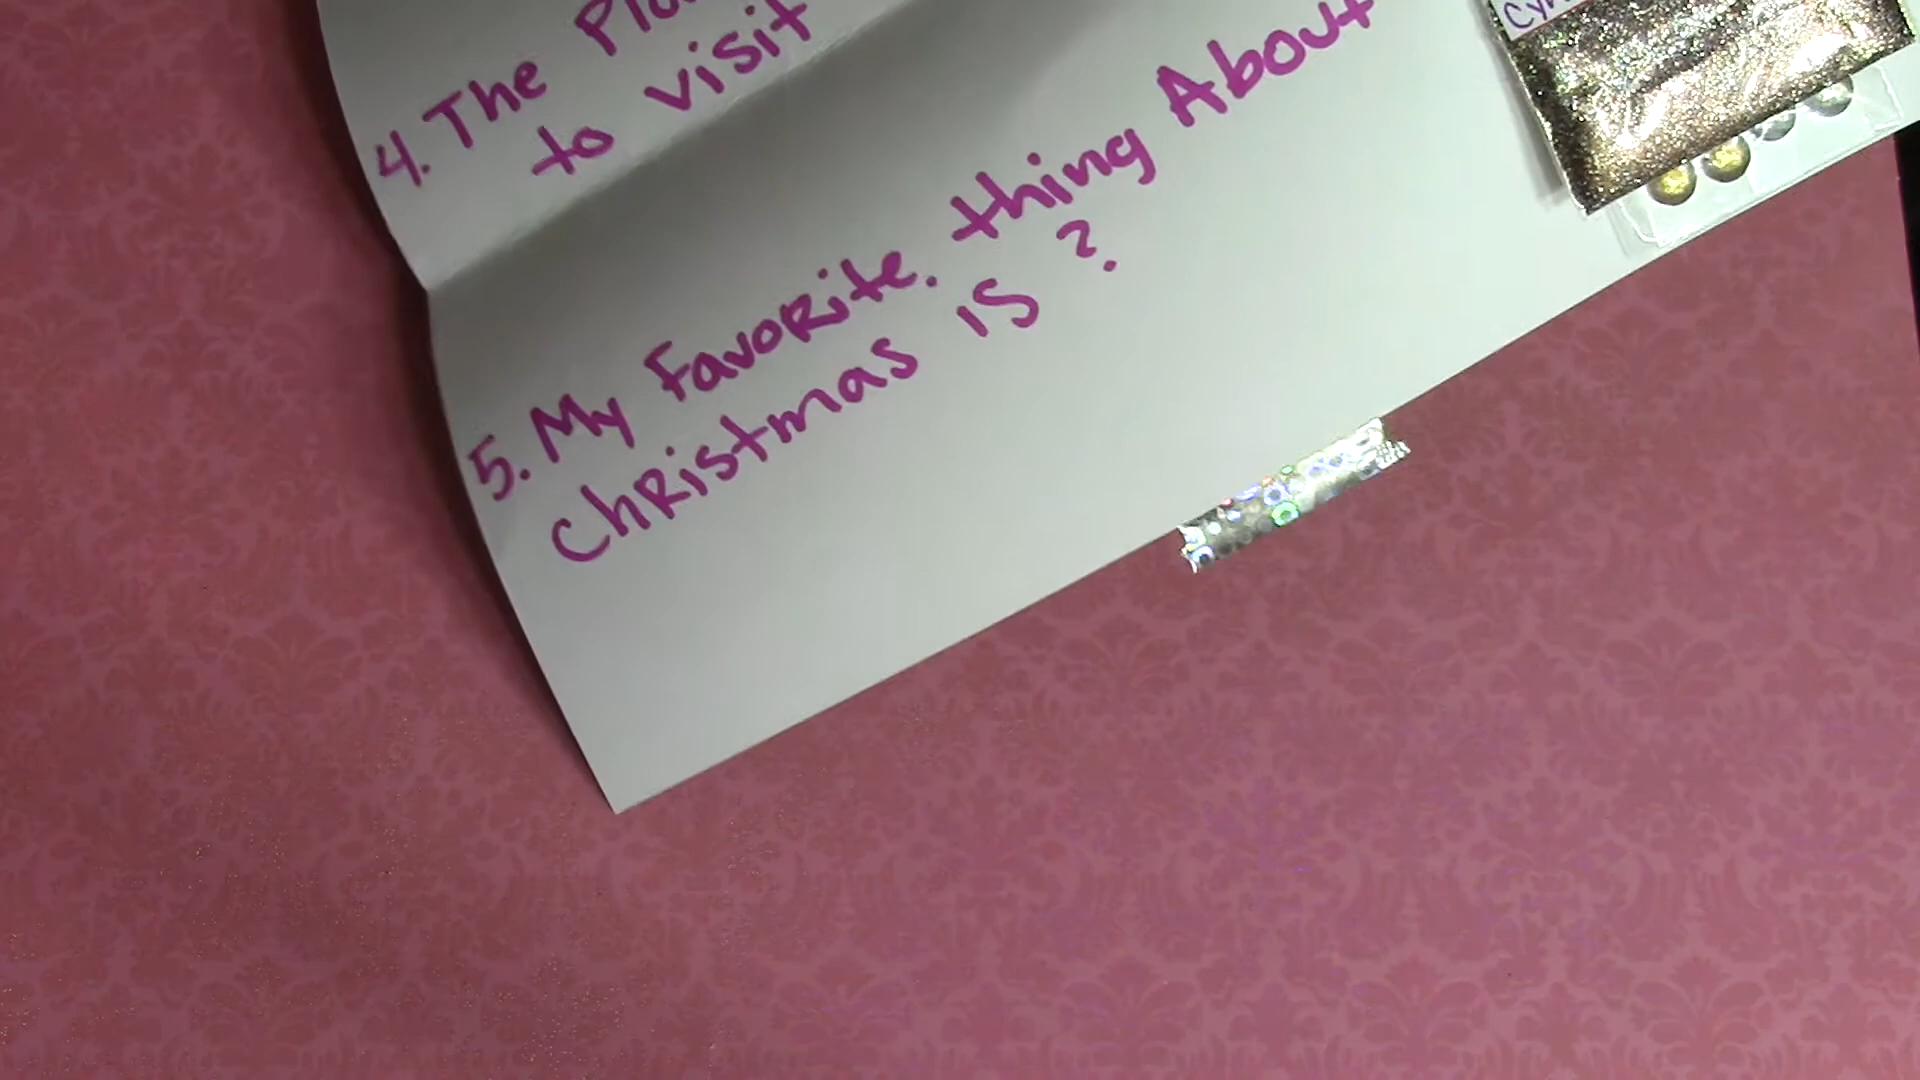 4. The
to visit
5. My Favorite. thing About
Christmas is ?